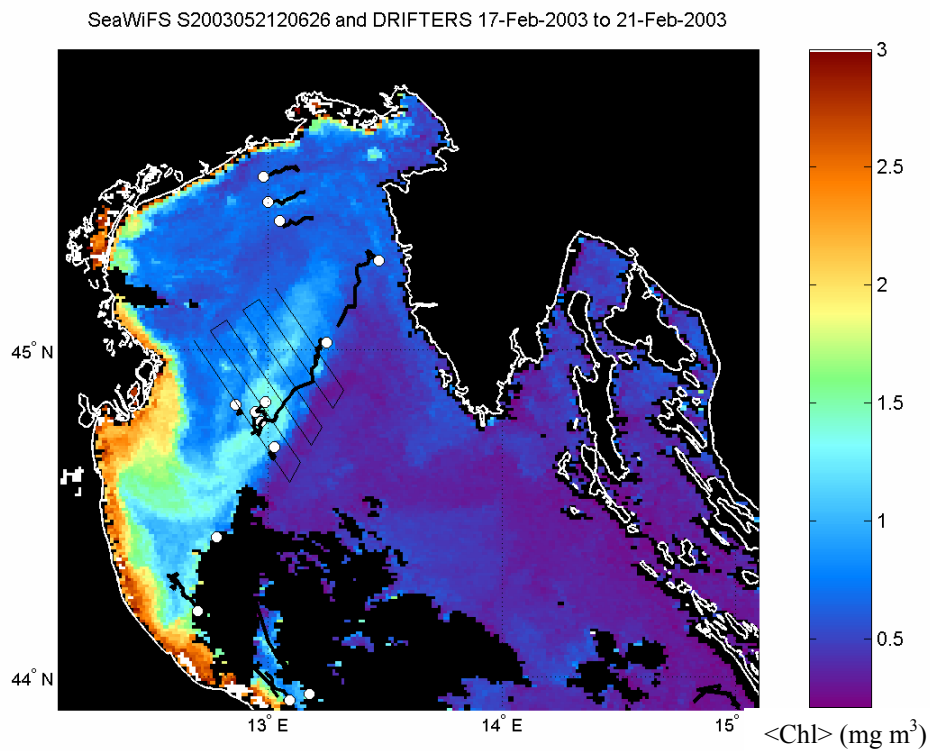 SeaWiFS S2003052120626 and DRIFTERS 17-Feb-2003 to 21-Feb-2003
3
2.5
2
1.5
1
0.5
45° N
44° N
13° E
14° E
15° E
<Chl> (mg m³)